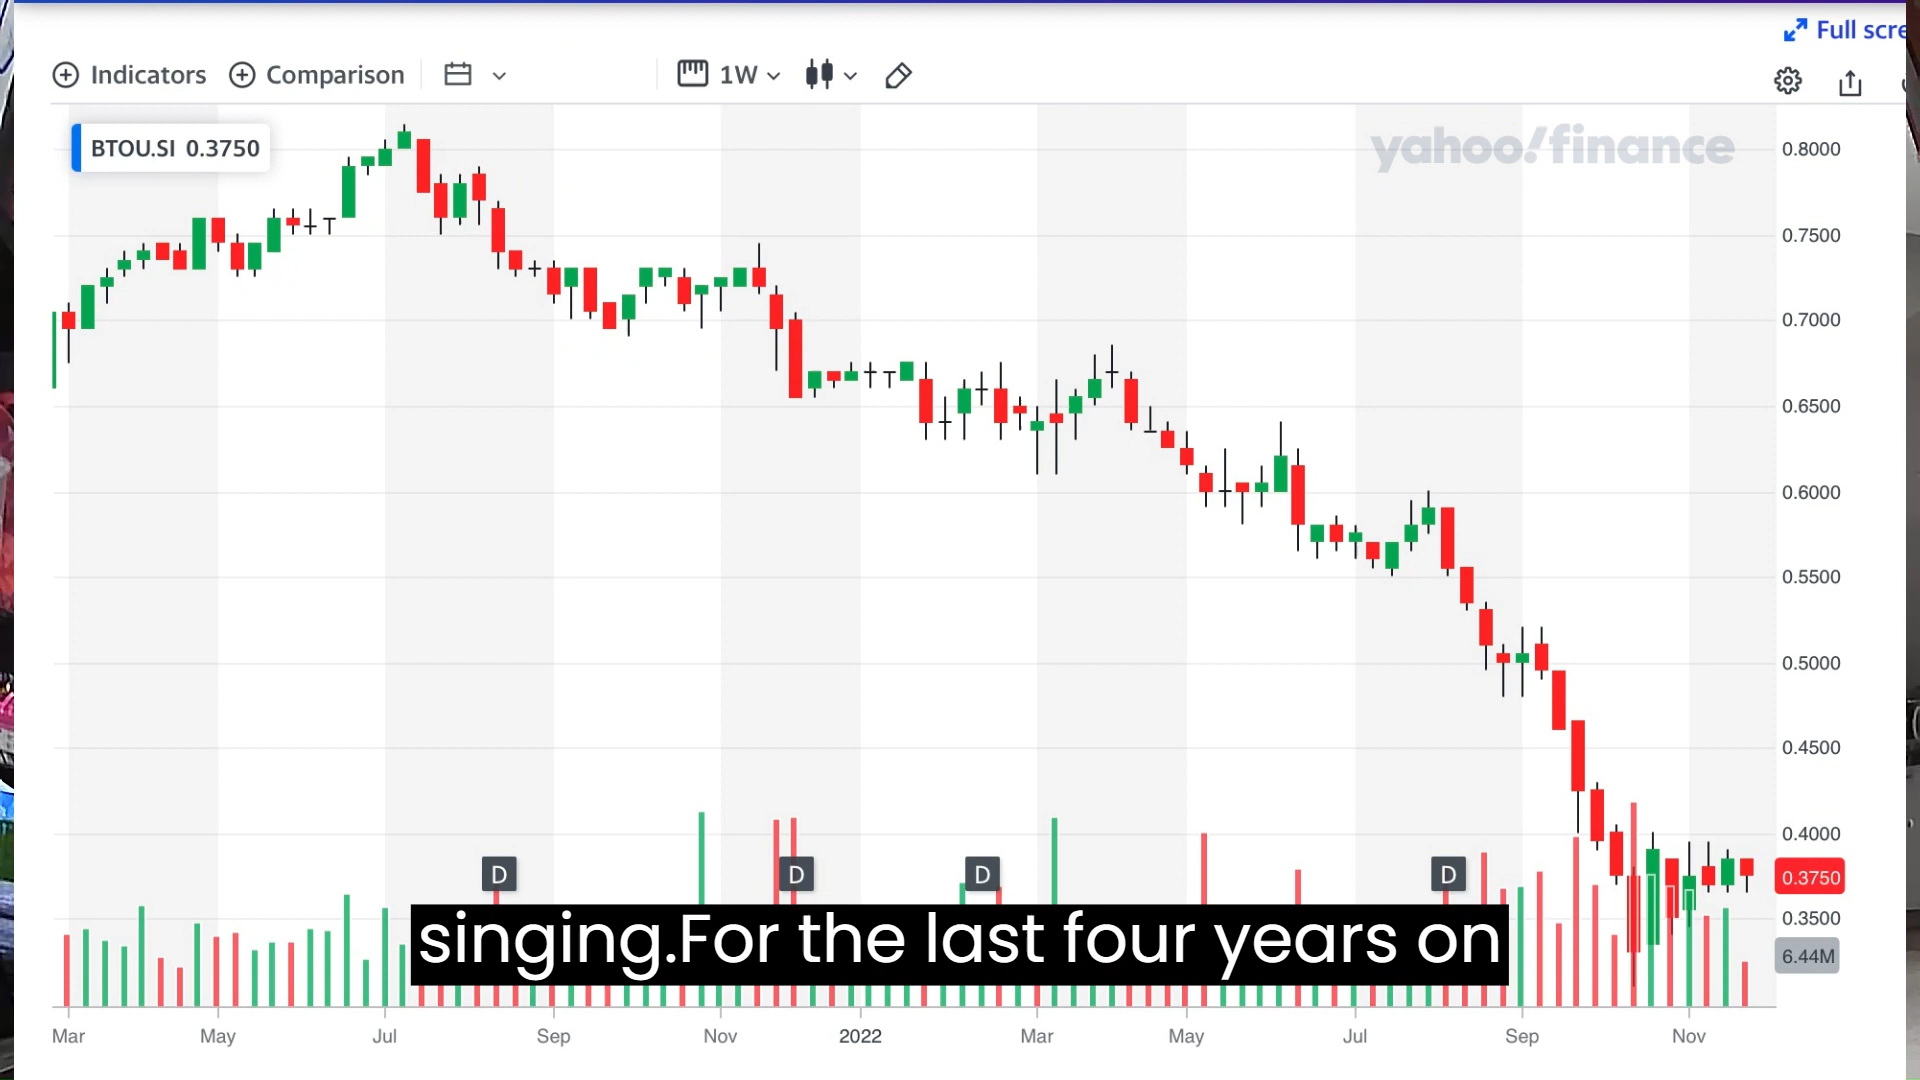 Full scre
Indicators
Comparison
1W
BTOU.SI 0.3750
yahoo!finance
0.8000
0.7500
0.7000
0.6500
0.6000
0.5500
0.5000
0.4500
0.4000
0.3750
0.3500
6.44M
D
D
D
D
singing.For the last four years on
Mar
May
Jul
Sep
Nov
2022
Mar
May
Jul
Sep
Nov